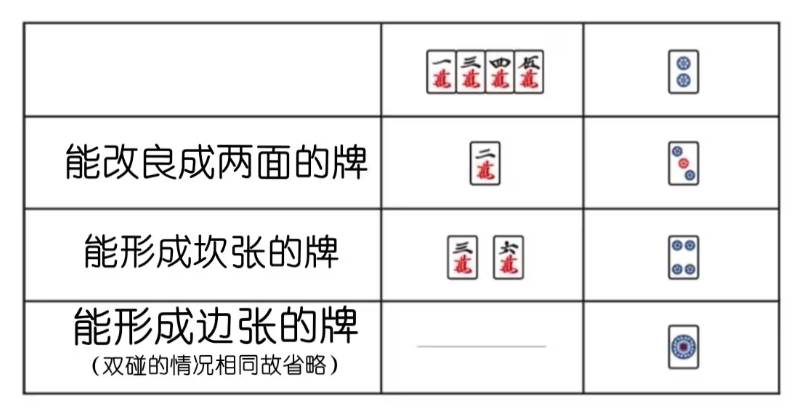 一萬 三萬 四萬 伍萬
能改良成两面的牌
二萬
能形成坎张的牌
三萬 六萬
能形成边张的牌
（双碰的情况相同故省略）